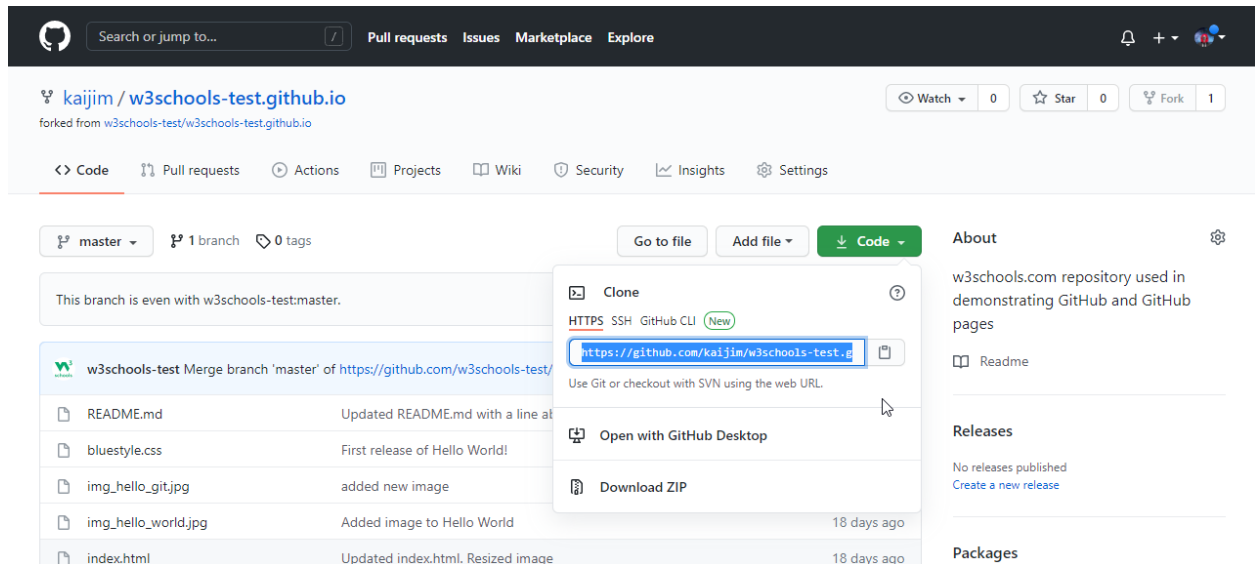 Search or jump to... /
Pull requests Issues Marketplace Explore
kaijim / w3schools-test.github.io
Watch 0 Star 0 Fork 1
forked from w3schools-test/w3schools-test.github.io
Code Pull requests Actions Projects Wiki Security Insights Settings
master 1 branch 0 tags Go to file Add file Code
This branch is even with w3schools-test:master.
w3schools-test Merge branch 'master' of https://github.com/w3schools-test/
README.md Updated README.md with a line
bluestyle.css First release of Hello World!
img_hello_git.jpg added new image
img_hello_world.jpg Added image to Hello World 18 days ago
index.html Updated index.html. Resized image 18 days ago
Clone
HTTPS SSH GitHub CLI New
https://github.com/kaijim/w3schools-test.g
Use Git or checkout with SVN using the web URL.
Open with GitHub Desktop
Download ZIP
About
w3schools.com repository used in
demonstrating GitHub and GitHub
pages
Readme
Releases
No releases published
Create a new release
Packages